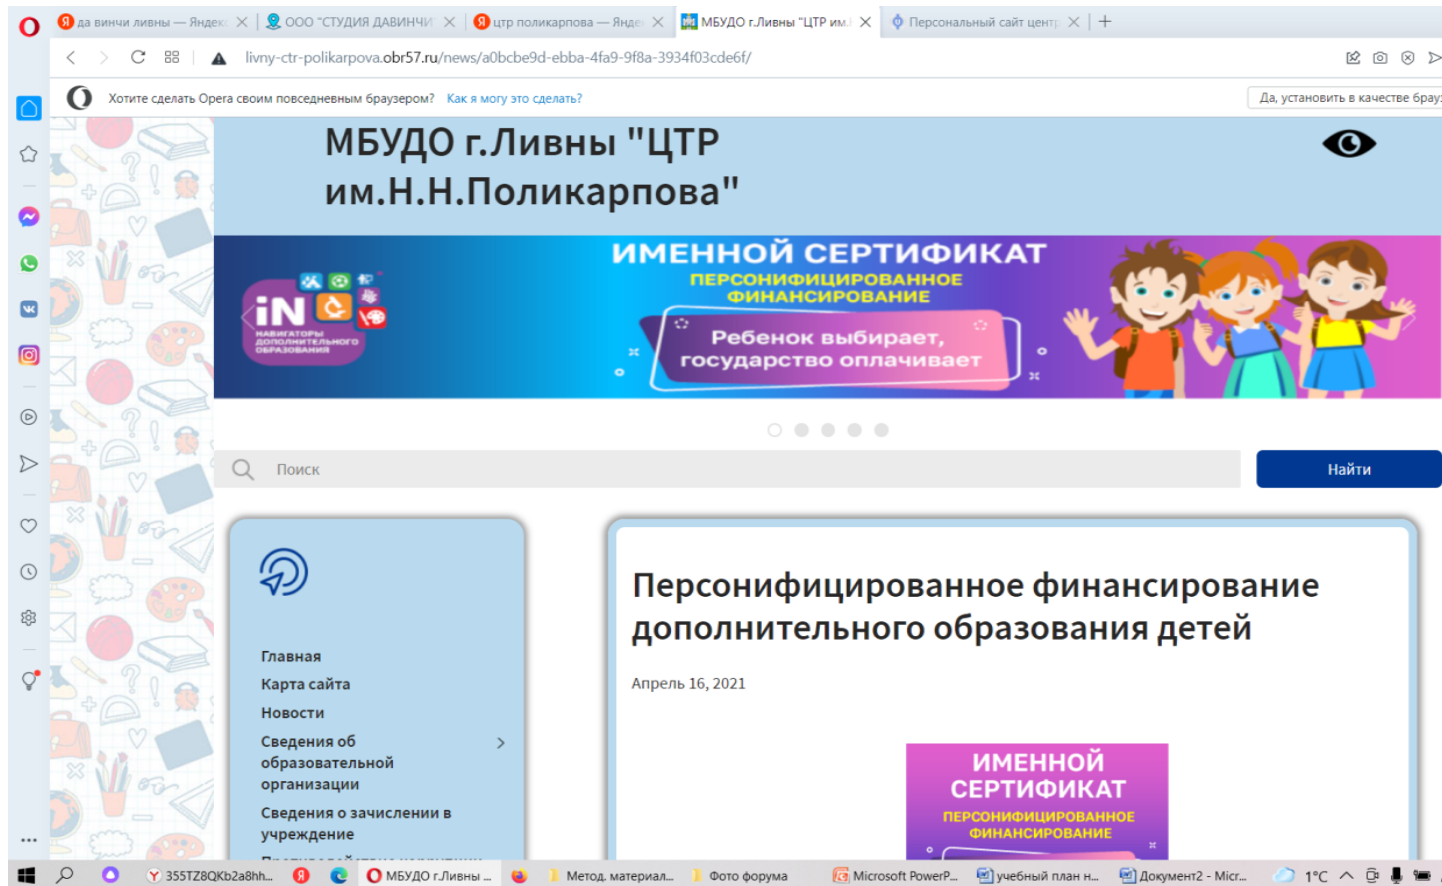 да винчи ливны — Яндекс
ООО "СТУДИЯ ДАВИНЧИ"
цтр поликарпова — Яндекс
МБУДО г.Ливны "ЦТР им.
Персональный сайт центр
livny-ctr-polikarpova.obr57.ru/news/a0bcbe9d-ebba-4fa9-9f8a-3934f03cde6f/
Хотите сделать Opera своим повседневным браузером? Как я могу это сделать?
Да, установить в качестве брау
МБУДО г.Ливны "ЦТР
им.Н.Н.Поликарпова"
iN
НАВИГАТОРЫ
ДОПОЛНИТЕЛЬНОГО
ОБРАЗОВАНИЯ
ИМЕННОЙ СЕРТИФИКАТ
ПЕРСОНИФИЦИРОВАННОЕ
ФИНАНСИРОВАНИЕ
Ребенок выбирает,
государство оплачивает
Поиск
Найти
Главная
Карта сайта
Новости
Сведения об
образовательной
организации
Сведения о зачислении в
учреждение
Персонифицированное финансирование
дополнительного образования детей
Апрель 16, 2021
ИМЕННОЙ
СЕРТИФИКАТ
ПЕРСОНИФИЦИРОВАННОЕ
ФИНАНСИРОВАНИЕ
355TZ8QKb2a8hh...
МБУДО г.Ливны ...
Метод. материал...
Фото форума
Microsoft PowerP...
учебный план н...
Документ2 - Micr...
1°C